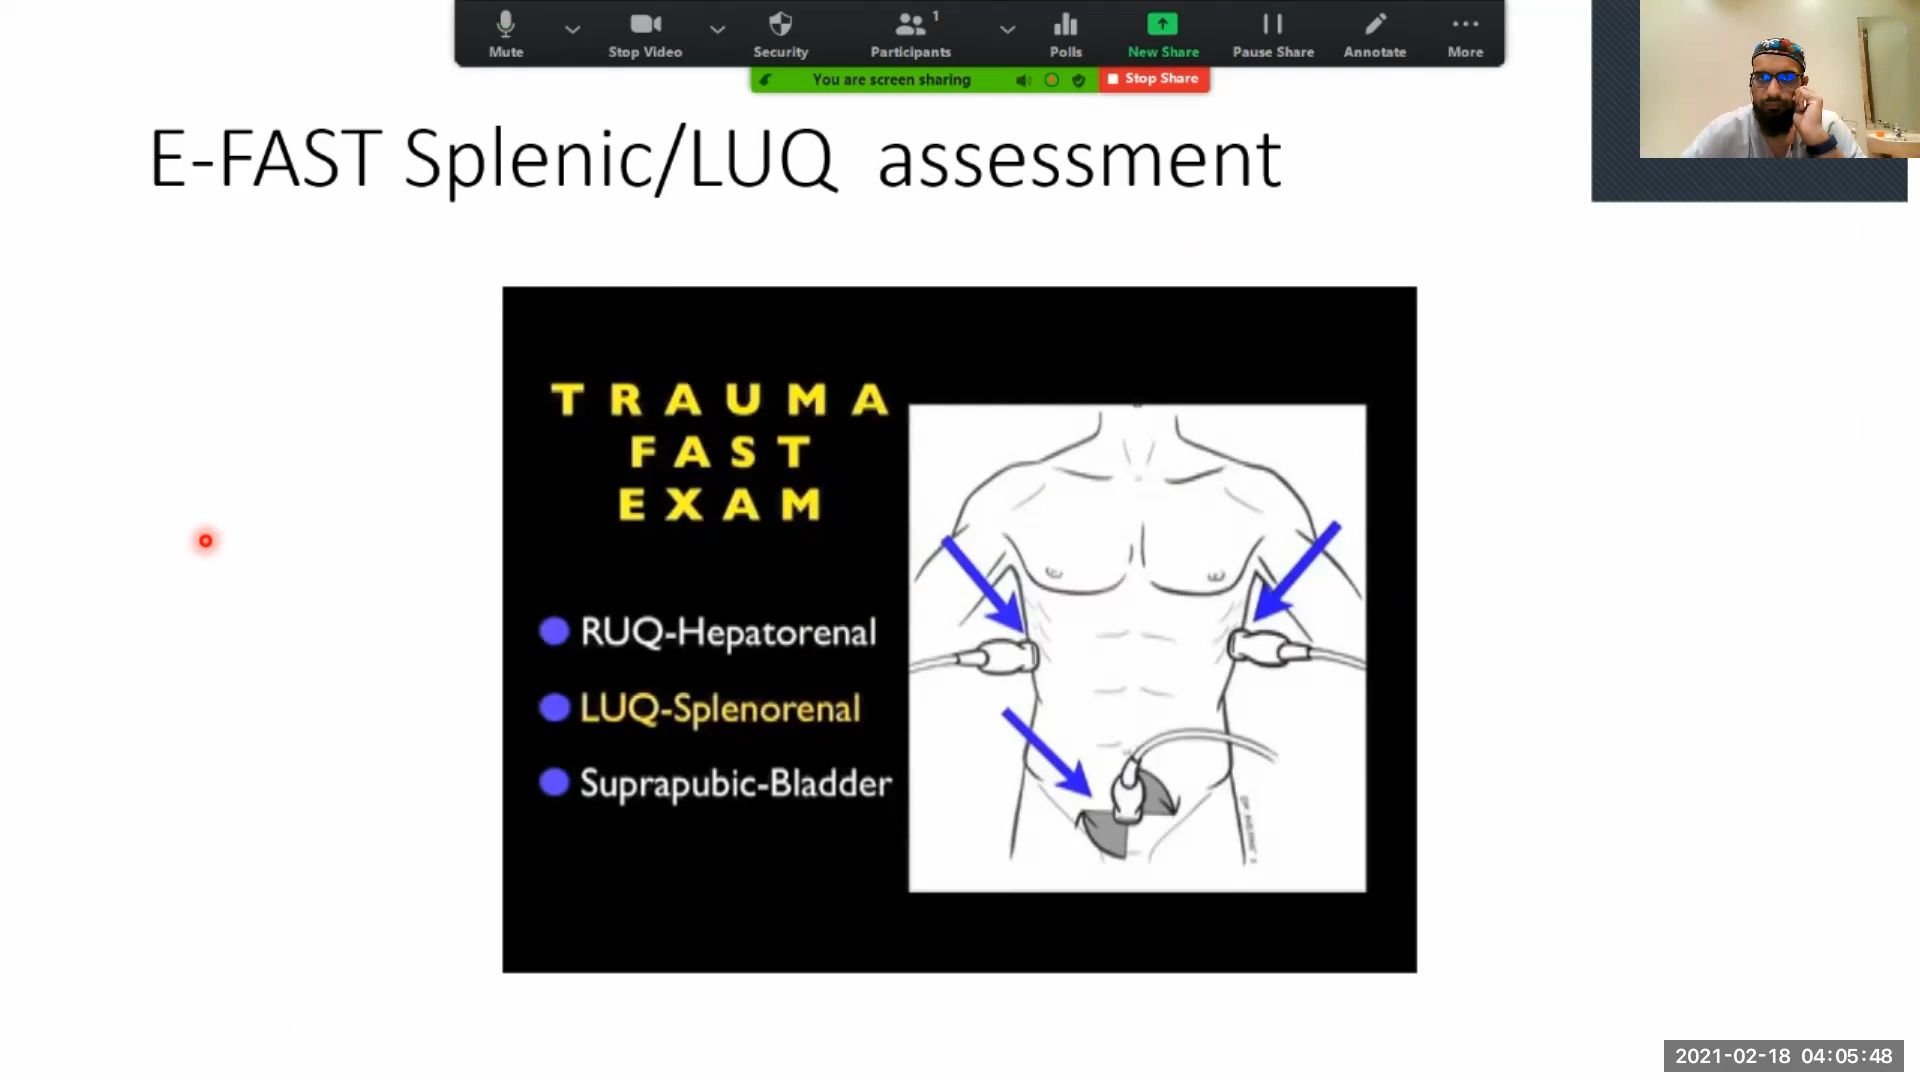 1
Mute
Stop Video
Security
Participants
Polls
New Share
Pause Share
Annotate
More
You are screen sharing
Stop Share
E-FAST Splenic/LUQ assessment
TRAUMA
FAST
EXAM
RUQ-Hepatorenal
LUQ-Splenorenal
Suprapubic-Bladder
2021-02-18 04:05:48